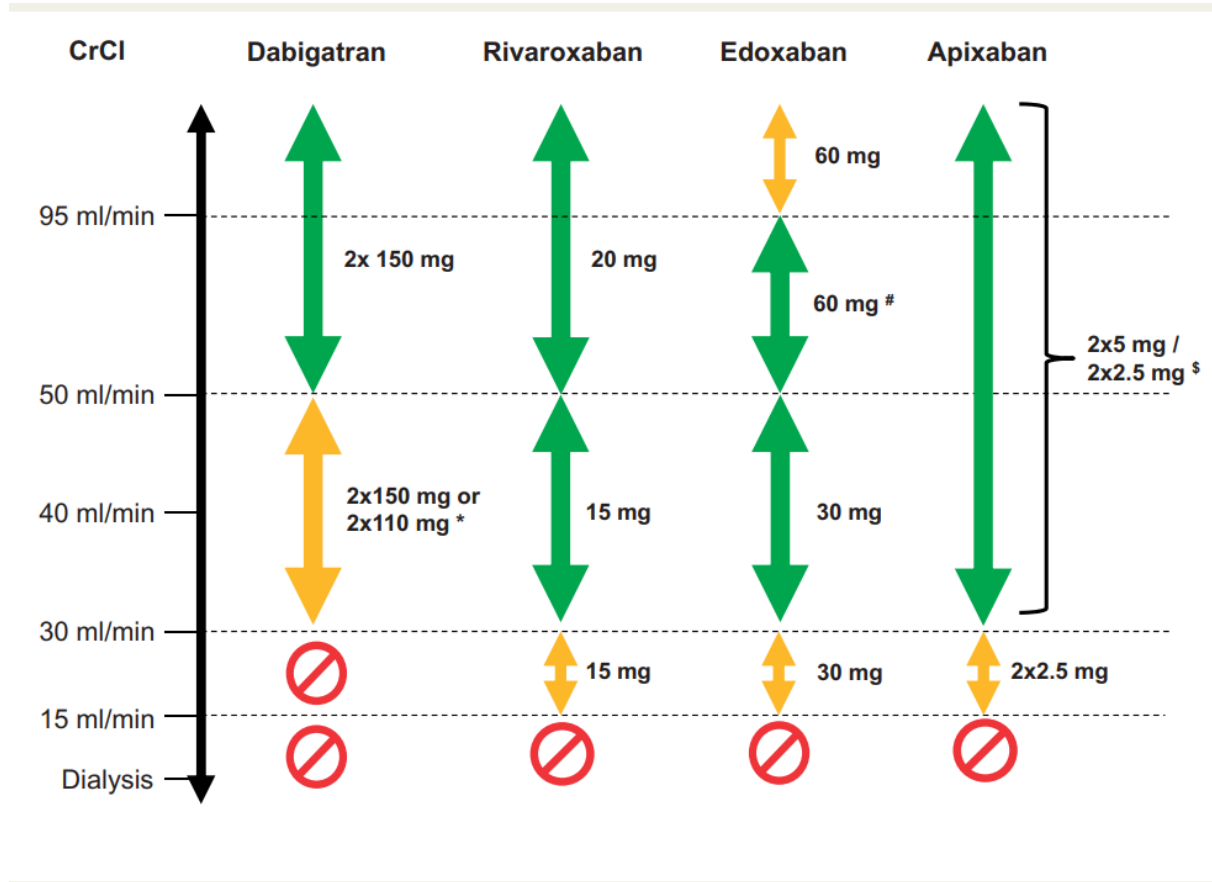 CrCl Dabigatran Rivaroxaban Edoxaban Apixaban
60 mg
95 ml/min
2x 150 mg 20 mg
60 mg #
2x5 mg /
2x2.5 mg $
50 ml/min
2x150 mg or
2x110 mg *
40 ml/min 15 mg 30 mg
30 ml/min
15 mg 30 mg 2x2.5 mg
15 ml/min
Dialysis